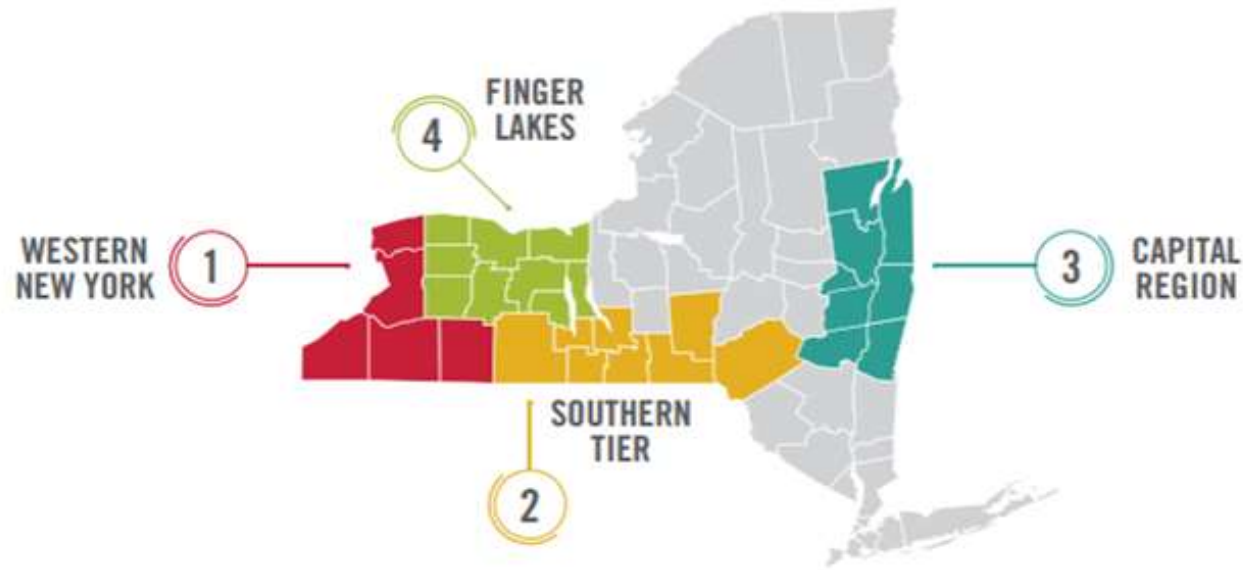 FINGER
LAKES
4
WESTERN
NEW YORK
1
3
CAPITAL
REGION
SOUTHERN
TIER
2